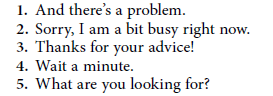 1. And there's a problem.
2. Sorry, I am a bit busy right now.
3. Thanks for your advice!
4. Wait a minute.
5. What are you looking for?